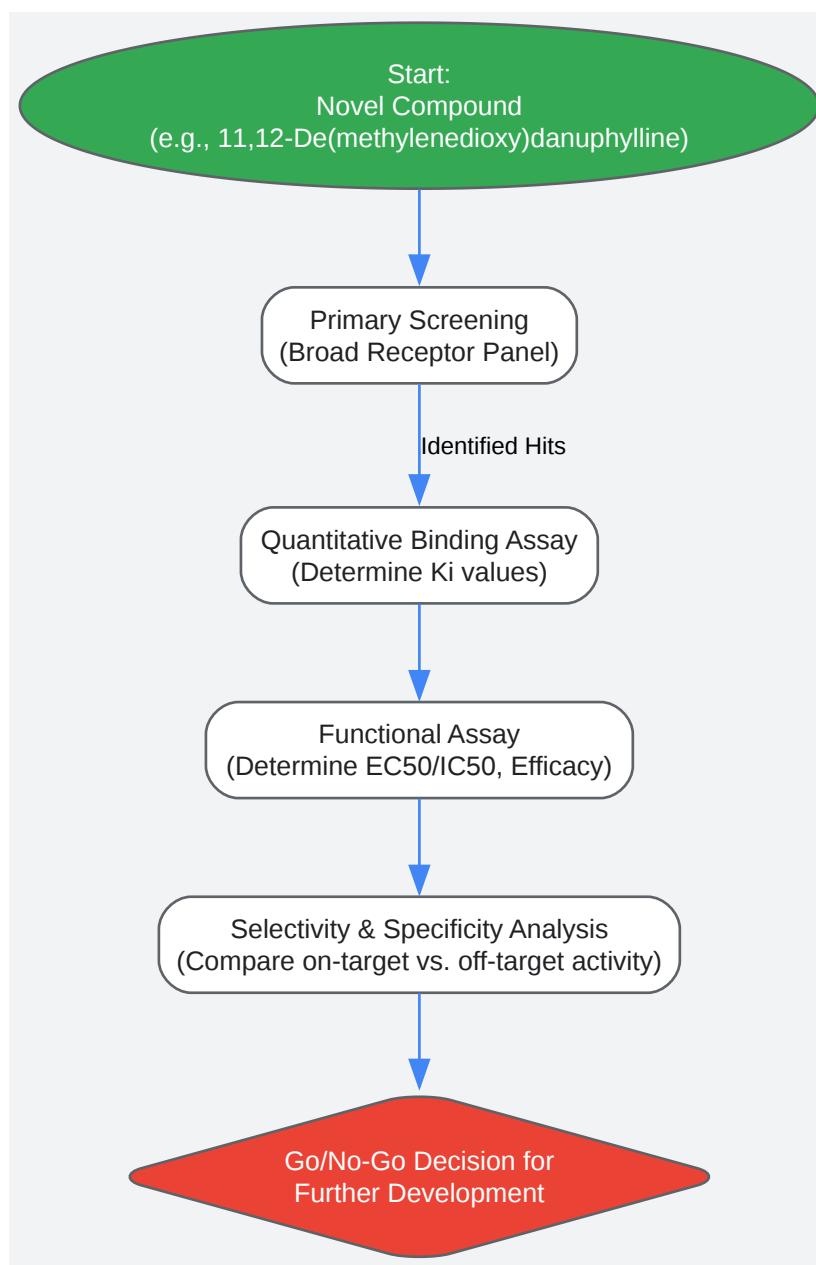 Start:
Novel Compound
(e.g., 11,12-De(methylenedioxy)danuphylline)
Primary Screening
(Broad Receptor Panel)
Identified Hits
Quantitative Binding Assay
(Determine Ki values)
Functional Assay
(Determine EC50/IC50, Efficacy)
Selectivity & Specificity Analysis
(Compare on-target vs. off-target activity)
Go/No-Go Decision for
Further Development